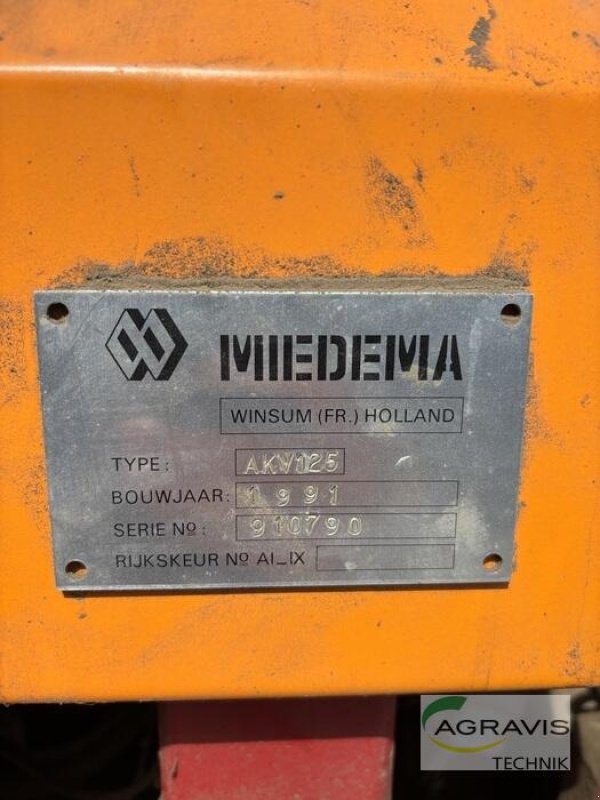 MIEDEMA
WINSUM (FR.) HOLLAND
TYPE: AKV125
BOUWJAAR: 1991
SERIE Nº: 910790
RIJKSKEUR Nº AI_IX
AGRAVIS
TECHNIK